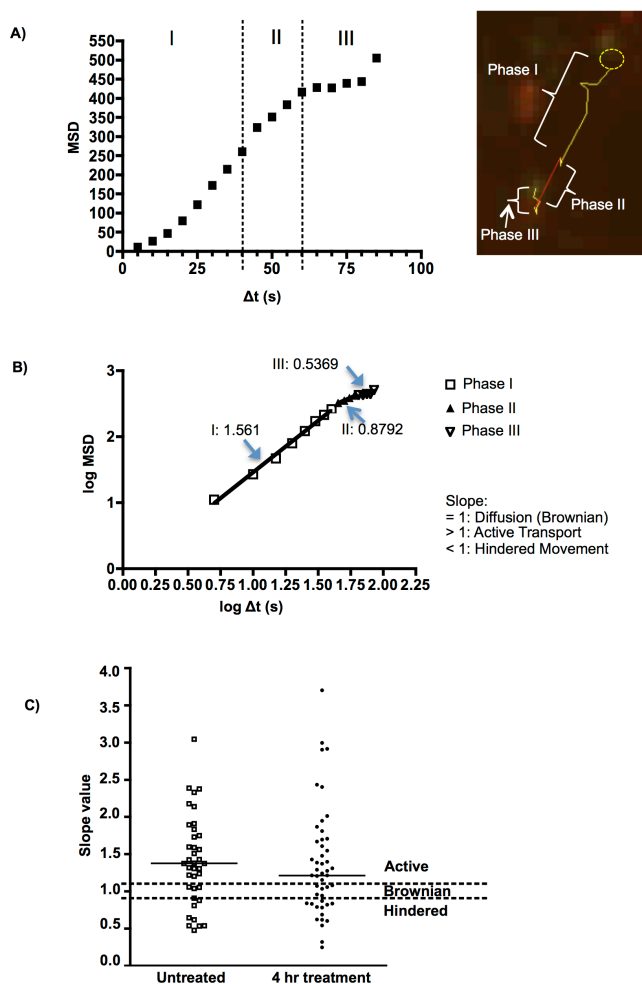 A)
I II III
550
500
450
400
350
300
250
200
150
100
50
0
MSD
0 25 50 75 100
Δt (s)
Phase I
Phase II
Phase III
B)
3
2
1
0
log MSD
0.00 0.25 0.50 0.75 1.00 1.25 1.50 1.75 2.00 2.25
log Δt (s)
III: 0.5369
I: 1.561
II: 0.8792
Phase I
Phase II
Phase III
Slope:
= 1: Diffusion (Brownian)
> 1: Active Transport
< 1: Hindered Movement
C)
4.0
3.5
3.0
2.5
2.0
1.5
1.0
0.5
0.0
Slope value
Active
Brownian
Hindered
Untreated 4 hr treatment